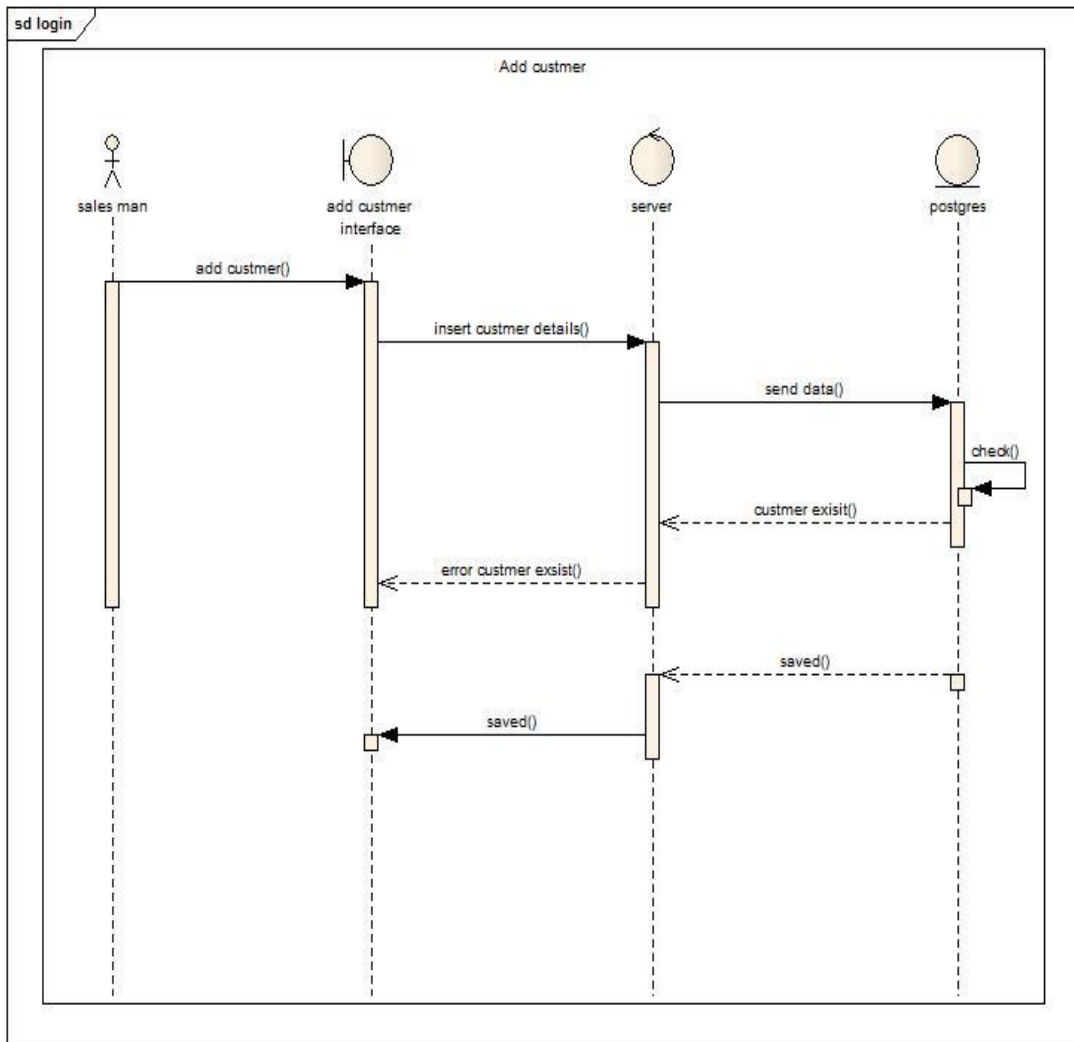 sd login
Add custmer
sales man
add custmer
interface
server
postgres
add custmer()
insert custmer details()
send data()
check()
custmer exisit()
error custmer exsist()
saved()
saved()